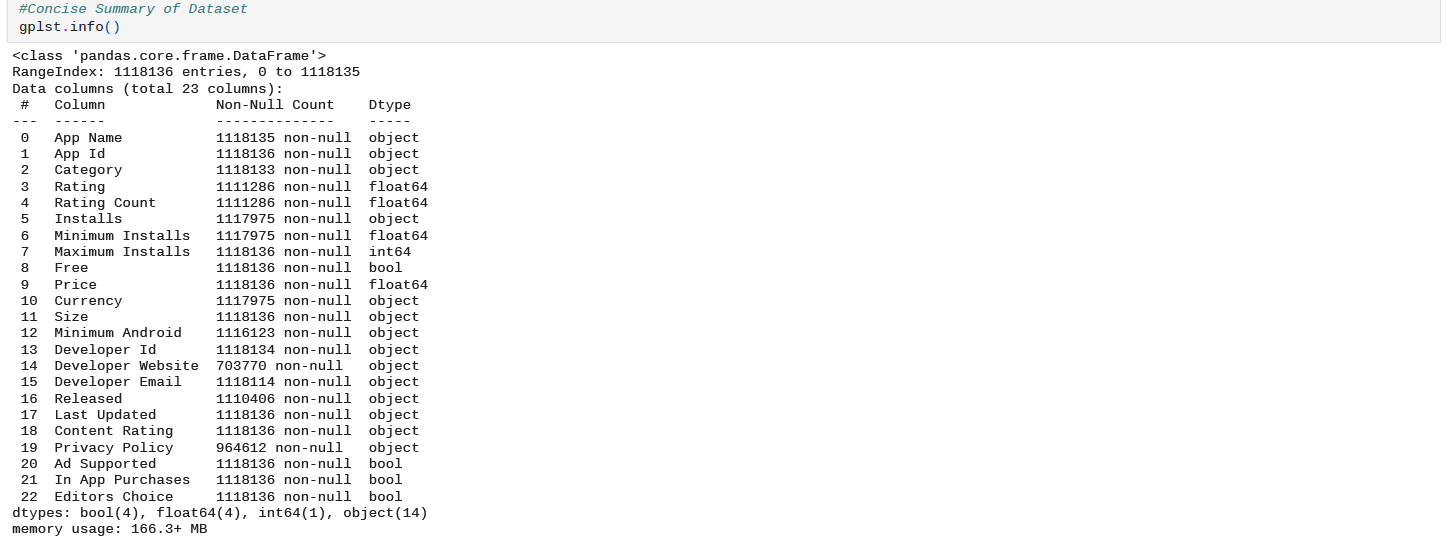 #Concise Summary of Dataset
gplst.info()
<class 'pandas.core.frame.DataFrame'>
RangeIndex: 1118136 entries, 0 to 1118135
Data columns (total 23 columns):
 #   Column             Non-Null Count    Dtype
---  ------             --------------    -----
 0   App Name           1118135 non-null  object
 1   App Id             1118136 non-null  object
 2   Category           1118133 non-null  object
 3   Rating             1111286 non-null  float64
 4   Rating Count       1111286 non-null  float64
 5   Installs           1117975 non-null  object
 6   Minimum Installs   1117975 non-null  float64
 7   Maximum Installs   1118136 non-null  int64
 8   Free               1118136 non-null  bool
 9   Price              1118136 non-null  float64
 10  Currency           1117975 non-null  object
 11  Size               1118136 non-null  object
 12  Minimum Android    1116123 non-null  object
 13  Developer Id       1118134 non-null  object
 14  Developer Website  703770 non-null   object
 15  Developer Email    1118114 non-null  object
 16  Released           1110406 non-null  object
 17  Last Updated       1118136 non-null  object
 18  Content Rating     1118136 non-null  object
 19  Privacy Policy     964612 non-null   object
 20  Ad Supported       1118136 non-null  bool
 21  In App Purchases   1118136 non-null  bool
 22  Editors Choice     1118136 non-null  bool
dtypes: bool(4), float64(4), int64(1), object(14)
memory usage: 166.3+ MB